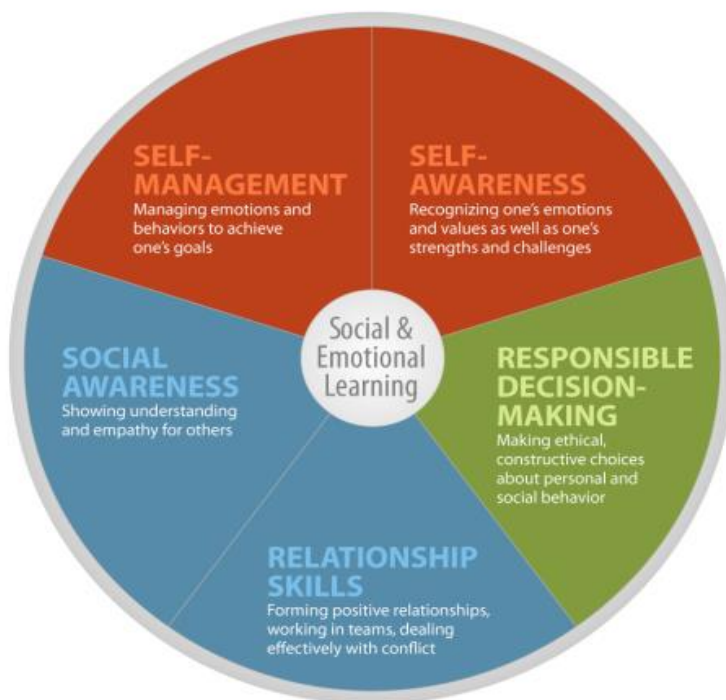 SELF-
MANAGEMENT
Managing emotions and
behaviors to achieve
one's goals
SELF-
AWARENESS
Recognizing one's emotions
and values as well as one's
strengths and challenges
Social &
Emotional
Learning
SOCIAL
AWARENESS
Showing understanding
and empathy for others
RESPONSIBLE
DECISION-
MAKING
Making ethical,
constructive choices
about personal and
social behavior
RELATIONSHIP
SKILLS
Forming positive relationships,
working in teams, dealing
effectively with conflict